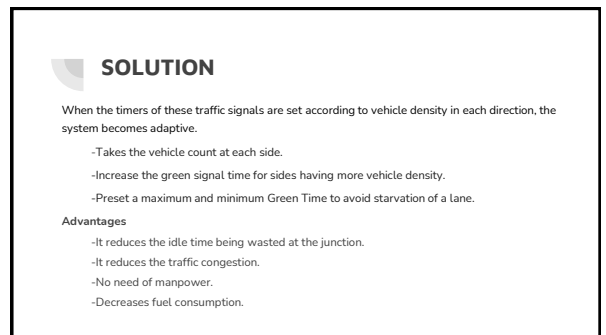 SOLUTION
When the timers of these traffic signals are set according to vehicle density in each direction, the
system becomes adaptive.
-Takes the vehicle count at each side.
-Increase the green signal time for sides having more vehicle density.
-Preset a maximum and minimum Green Time to avoid starvation of a lane.
Advantages
-It reduces the idle time being wasted at the junction.
-It reduces the traffic congestion.
-No need of manpower.
-Decreases fuel consumption.